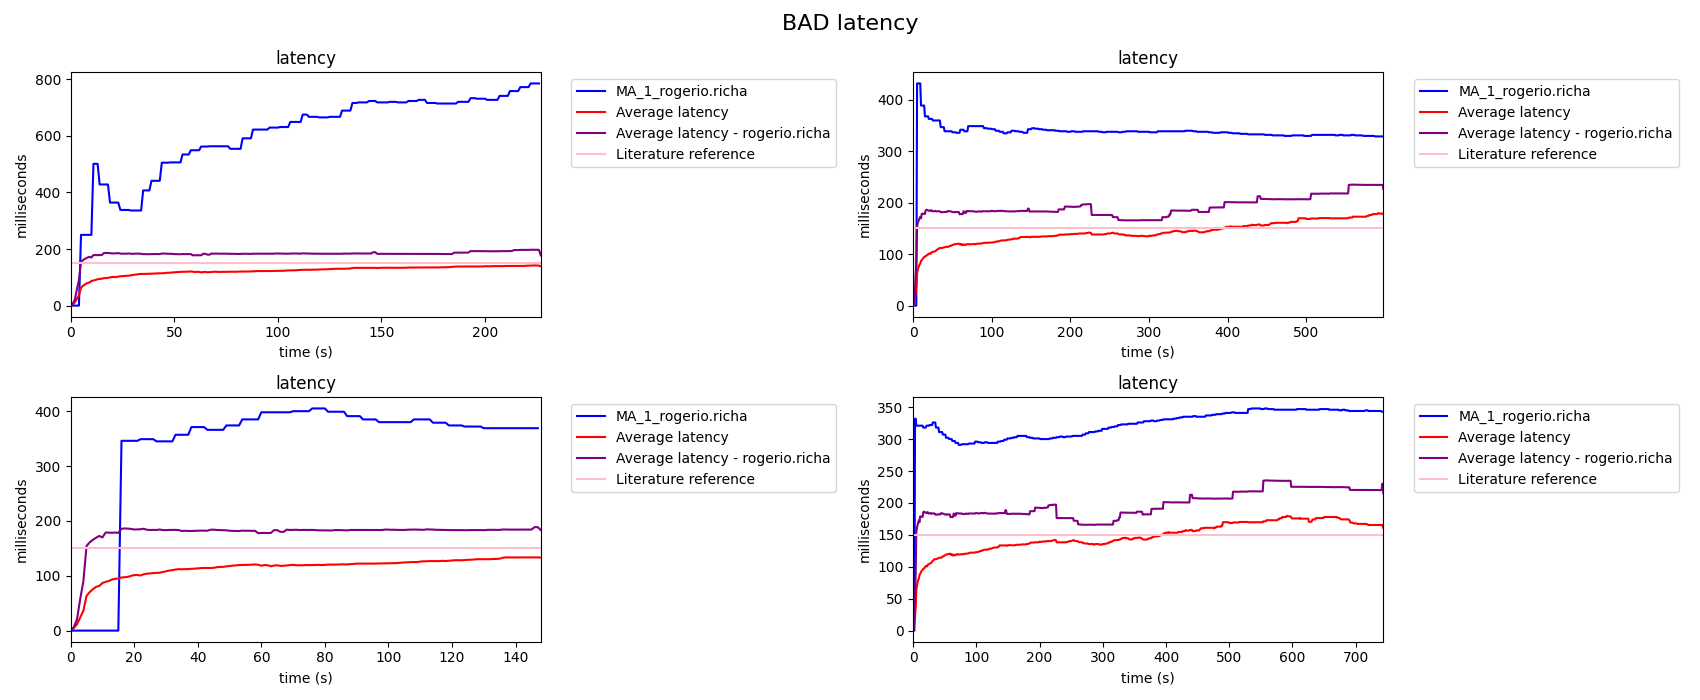 BAD latency
latency
milliseconds
800
600
400
200
0
0 50 100 150 200
time (s)
MA_1_rogerio.richa
Average latency
Average latency - rogerio.richa
Literature reference
latency
milliseconds
400
300
200
100
0
0 100 200 300 400 500
time (s)
MA_1_rogerio.richa
Average latency
Average latency - rogerio.richa
Literature reference
latency
milliseconds
400
300
200
100
0
0 20 40 60 80 100 120 140
time (s)
MA_1_rogerio.richa
Average latency
Average latency - rogerio.richa
Literature reference
latency
milliseconds
350
300
250
200
150
100
50
0
0 100 200 300 400 500 600 700
time (s)
MA_1_rogerio.richa
Average latency
Average latency - rogerio.richa
Literature reference